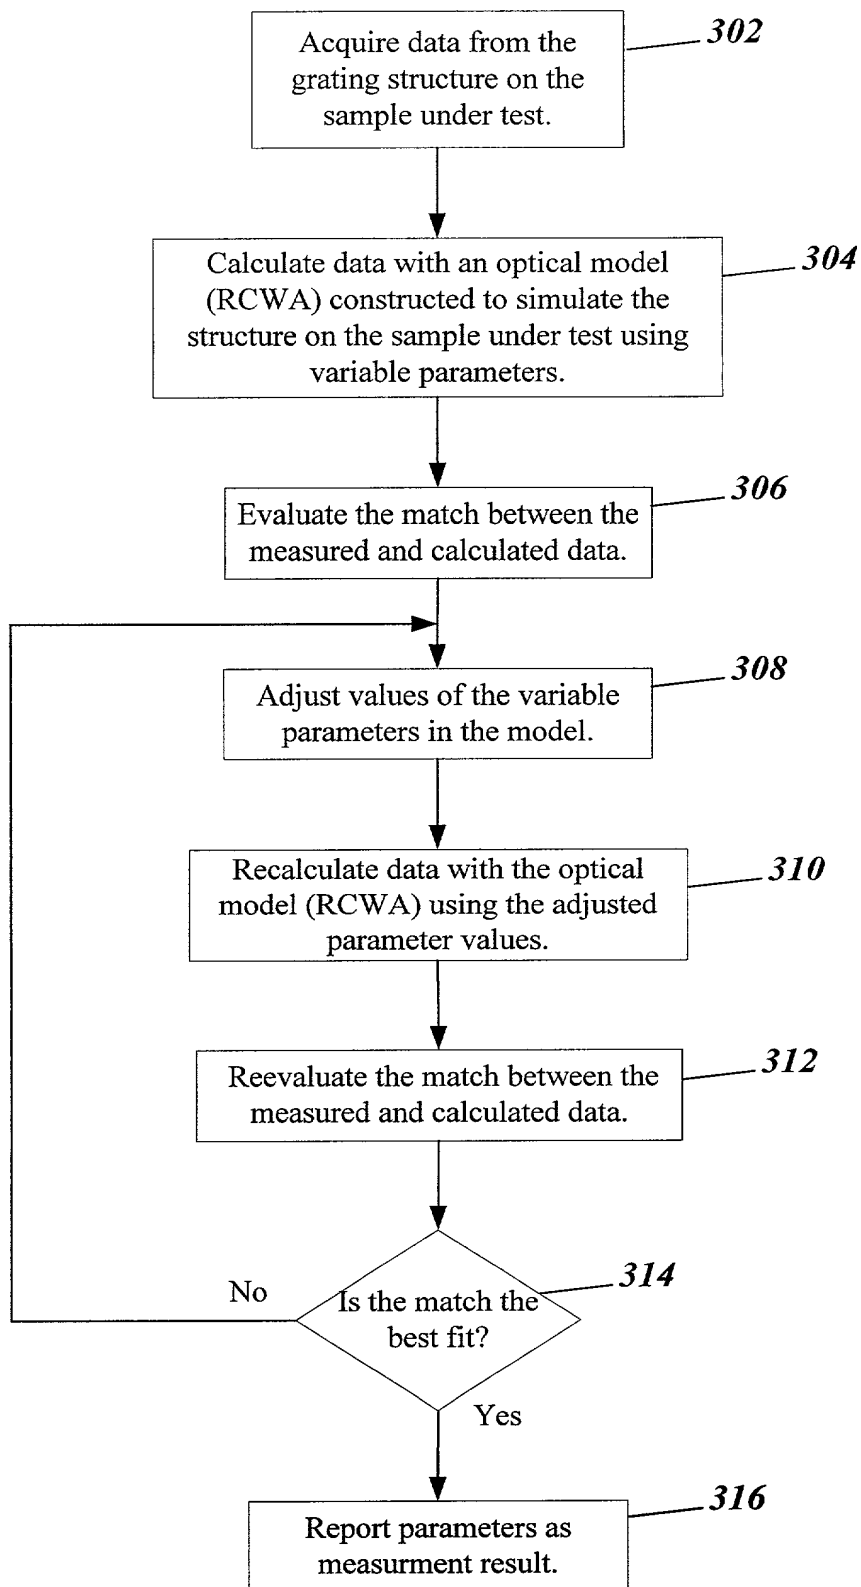 Acquire data from the
grating structure on the
sample under test.
302
Calculate data with an optical model
(RCWA) constructed to simulate the
structure on the sample under test using
variable parameters.
304
Evaluate the match between the
measured and calculated data.
306
Adjust values of the variable
parameters in the model.
308
Recalculate data with the optical
model (RCWA) using the adjusted
parameter values.
310
Reevaluate the match between the
measured and calculated data.
312
No
Is the match the
best fit?
314
Yes
Report parameters as
measurment result.
316